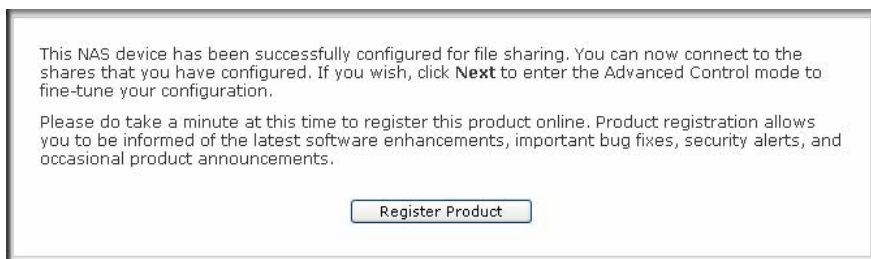 This NAS device has been successfully configured for file sharing. You can now connect to the
shares that you have configured. If you wish, click Next to enter the Advanced Control mode to
fine-tune your configuration.
Please do take a minute at this time to register this product online. Product registration allows
you to be informed of the latest software enhancements, important bug fixes, security alerts, and
occasional product announcements.
Register Product